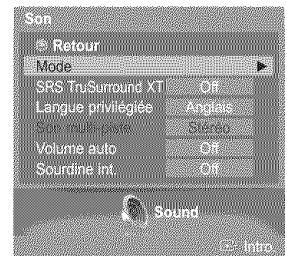 Son
Retour
Mode
SRS TruSurround XT Off
Langue privilégiée Anglais
Son multi-piste Stéréo
Volume auto Off
Sourdine int. Off
Sound
Intro